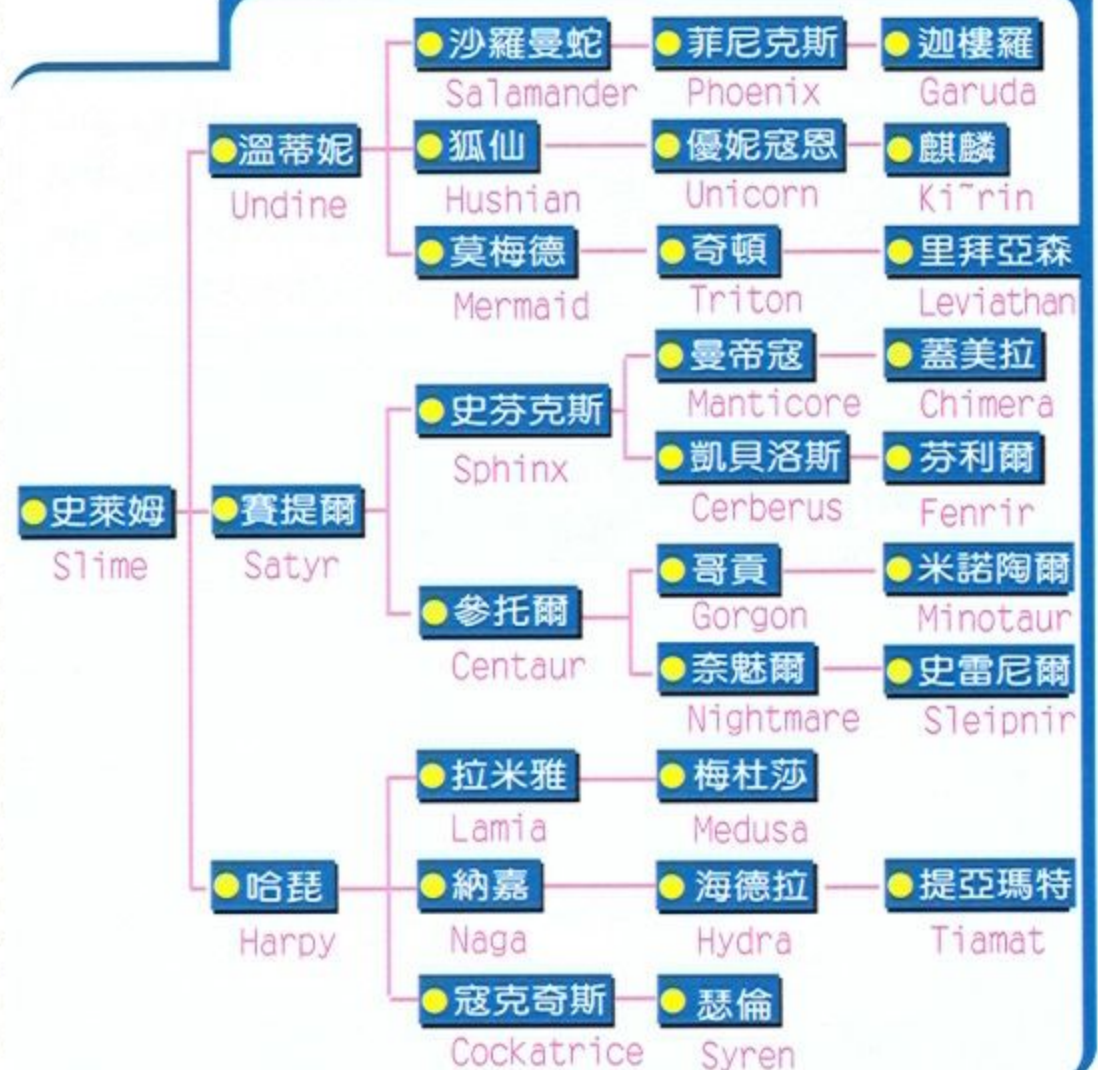 沙羅曼蛇 菲尼克斯 迦樓羅
Salamander Phoenix Garuda
溫蒂妮 狐仙 優妮寇恩 麒麟
Undine Hushian Unicorn Ki~rin
莫梅德 奇頓 里拜亞森
Mermaid Triton Leviathan
曼帝寇 蓋美拉
Manticore Chimera
史芬克斯
Sphinx
凱貝洛斯 芬利爾
Cerberus Fenrir
史萊姆 賽提爾
Slime Satyr
哥貢 米諾陶爾
Gorgon Minotaur
參托爾
Centaur
奈魅爾 史雷尼爾
Nightmare Sleipnir
拉米雅 梅杜莎
Lamia Medusa
哈琵 納嘉 海德拉 提亞瑪特
Harpy Naga Hydra Tiamat
寇克奇斯 瑟倫
Cockatrice Syren